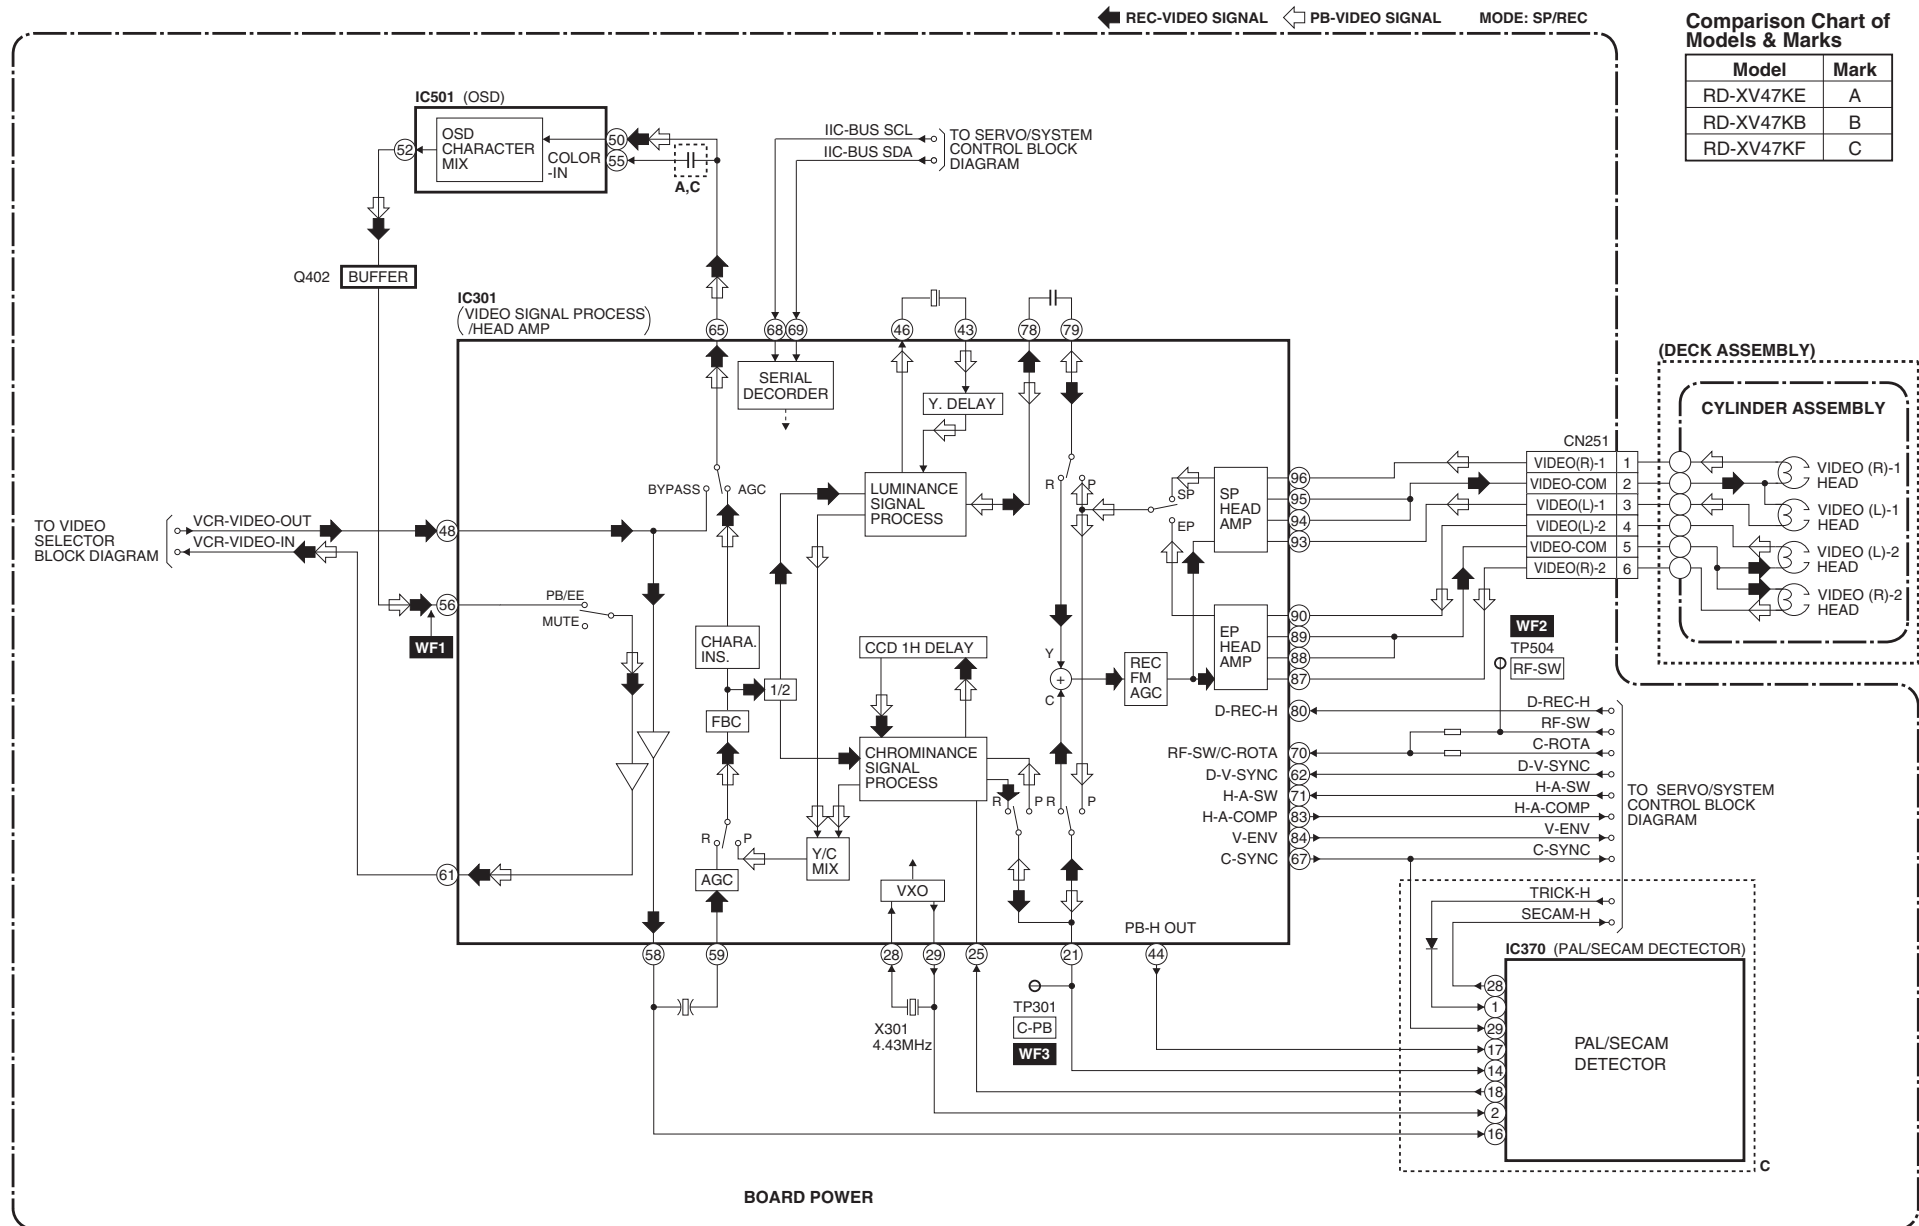 REC-VIDEO SIGNAL PB-VIDEO SIGNAL MODE: SP/REC
Comparison Chart of
Models & Marks
Model Mark
RD-XV47KE A
RD-XV47KB B
RD-XV47KF C
IC501 (OSD)
OSD
CHARACTER
MIX
COLOR
-IN
52
50
55
A,C
IIC-BUS SCL
IIC-BUS SDA
TO SERVO/SYSTEM
CONTROL BLOCK
DIAGRAM
Q402 BUFFER
IC301
(VIDEO SIGNAL PROCESS
/HEAD AMP)
65 68 69 46 43 78 79
SERIAL
DECORDER
Y. DELAY
BYPASS AGC
LUMINANCE
SIGNAL
PROCESS
R P
SP
EP
SP
HEAD
AMP
96
95
94
93
TO VIDEO
SELECTOR
BLOCK DIAGRAM
VCR-VIDEO-OUT
VCR-VIDEO-IN
48
56
WF1
PB/EE
MUTE
CHARA.
INS.
1/2
FBC
CCD 1H DELAY
CHROMINANCE
SIGNAL
PROCESS
Y
+
C
REC
FM
AGC
EP
HEAD
AMP
90
89
88
87
R P
R P
R P
AGC
Y/C
MIX
VXO
61
D-REC-H 80
RF-SW/C-ROTA 70
D-V-SYNC 62
H-A-SW 71
H-A-COMP 83
V-ENV 84
C-SYNC 67
PB-H OUT
58 59 28 29 25 21 44
X301
4.43MHz
TP301
C-PB
WF3
CN251
VIDEO(R)-1 1
VIDEO-COM 2
VIDEO(L)-1 3
VIDEO(L)-2 4
VIDEO-COM 5
VIDEO(R)-2 6
(DECK ASSEMBLY)
CYLINDER ASSEMBLY
VIDEO (R)-1
HEAD
VIDEO (L)-1
HEAD
VIDEO (L)-2
HEAD
VIDEO (R)-2
HEAD
WF2
TP504
RF-SW
D-REC-H
RF-SW
C-ROTA
D-V-SYNC
H-A-SW
H-A-COMP
V-ENV
C-SYNC
TO SERVO/SYSTEM
CONTROL BLOCK
DIAGRAM
TRICK-H
SECAM-H
IC370 (PAL/SECAM DECTECTOR)
28
1
29
17
14
18
2
16
PAL/SECAM
DETECTOR
C
BOARD POWER